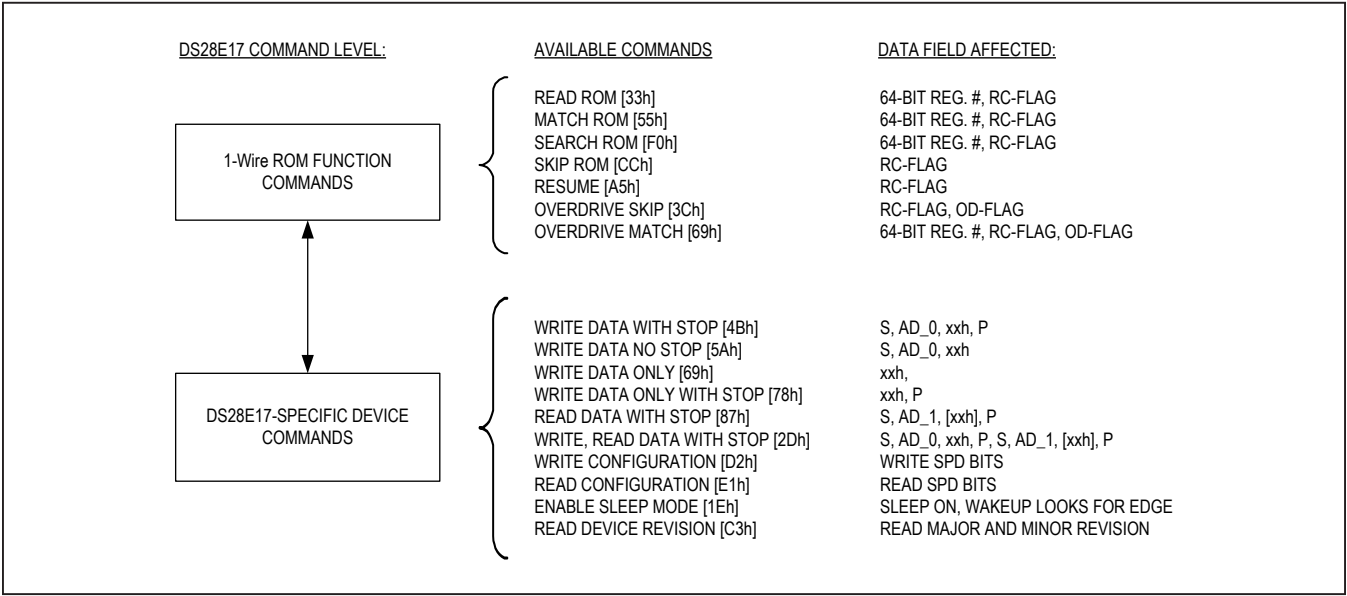 DS28E17 COMMAND LEVEL: AVAILABLE COMMANDS DATA FIELD AFFECTED:
1-Wire ROM FUNCTION
COMMANDS
READ ROM [33h] 64-BIT REG. #, RC-FLAG
MATCH ROM [55h] 64-BIT REG. #, RC-FLAG
SEARCH ROM [F0h] 64-BIT REG. #, RC-FLAG
SKIP ROM [CCh] RC-FLAG
RESUME [A5h] RC-FLAG
OVERDRIVE SKIP [3Ch] RC-FLAG, OD-FLAG
OVERDRIVE MATCH [69h] 64-BIT REG. #, RC-FLAG, OD-FLAG
DS28E17-SPECIFIC DEVICE
COMMANDS
WRITE DATA WITH STOP [4Bh] S, AD_0, xxh, P
WRITE DATA NO STOP [5Ah] S, AD_0, xxh
WRITE DATA ONLY [69h] xxh,
WRITE DATA ONLY WITH STOP [78h] xxh, P
READ DATA WITH STOP [87h] S, AD_1, [xxh], P
WRITE, READ DATA WITH STOP [2Dh] S, AD_0, xxh, P, S, AD_1, [xxh], P
WRITE CONFIGURATION [D2h] WRITE SPD BITS
READ CONFIGURATION [E1h] READ SPD BITS
ENABLE SLEEP MODE [1Eh] SLEEP ON, WAKEUP LOOKS FOR EDGE
READ DEVICE REVISION [C3h] READ MAJOR AND MINOR REVISION